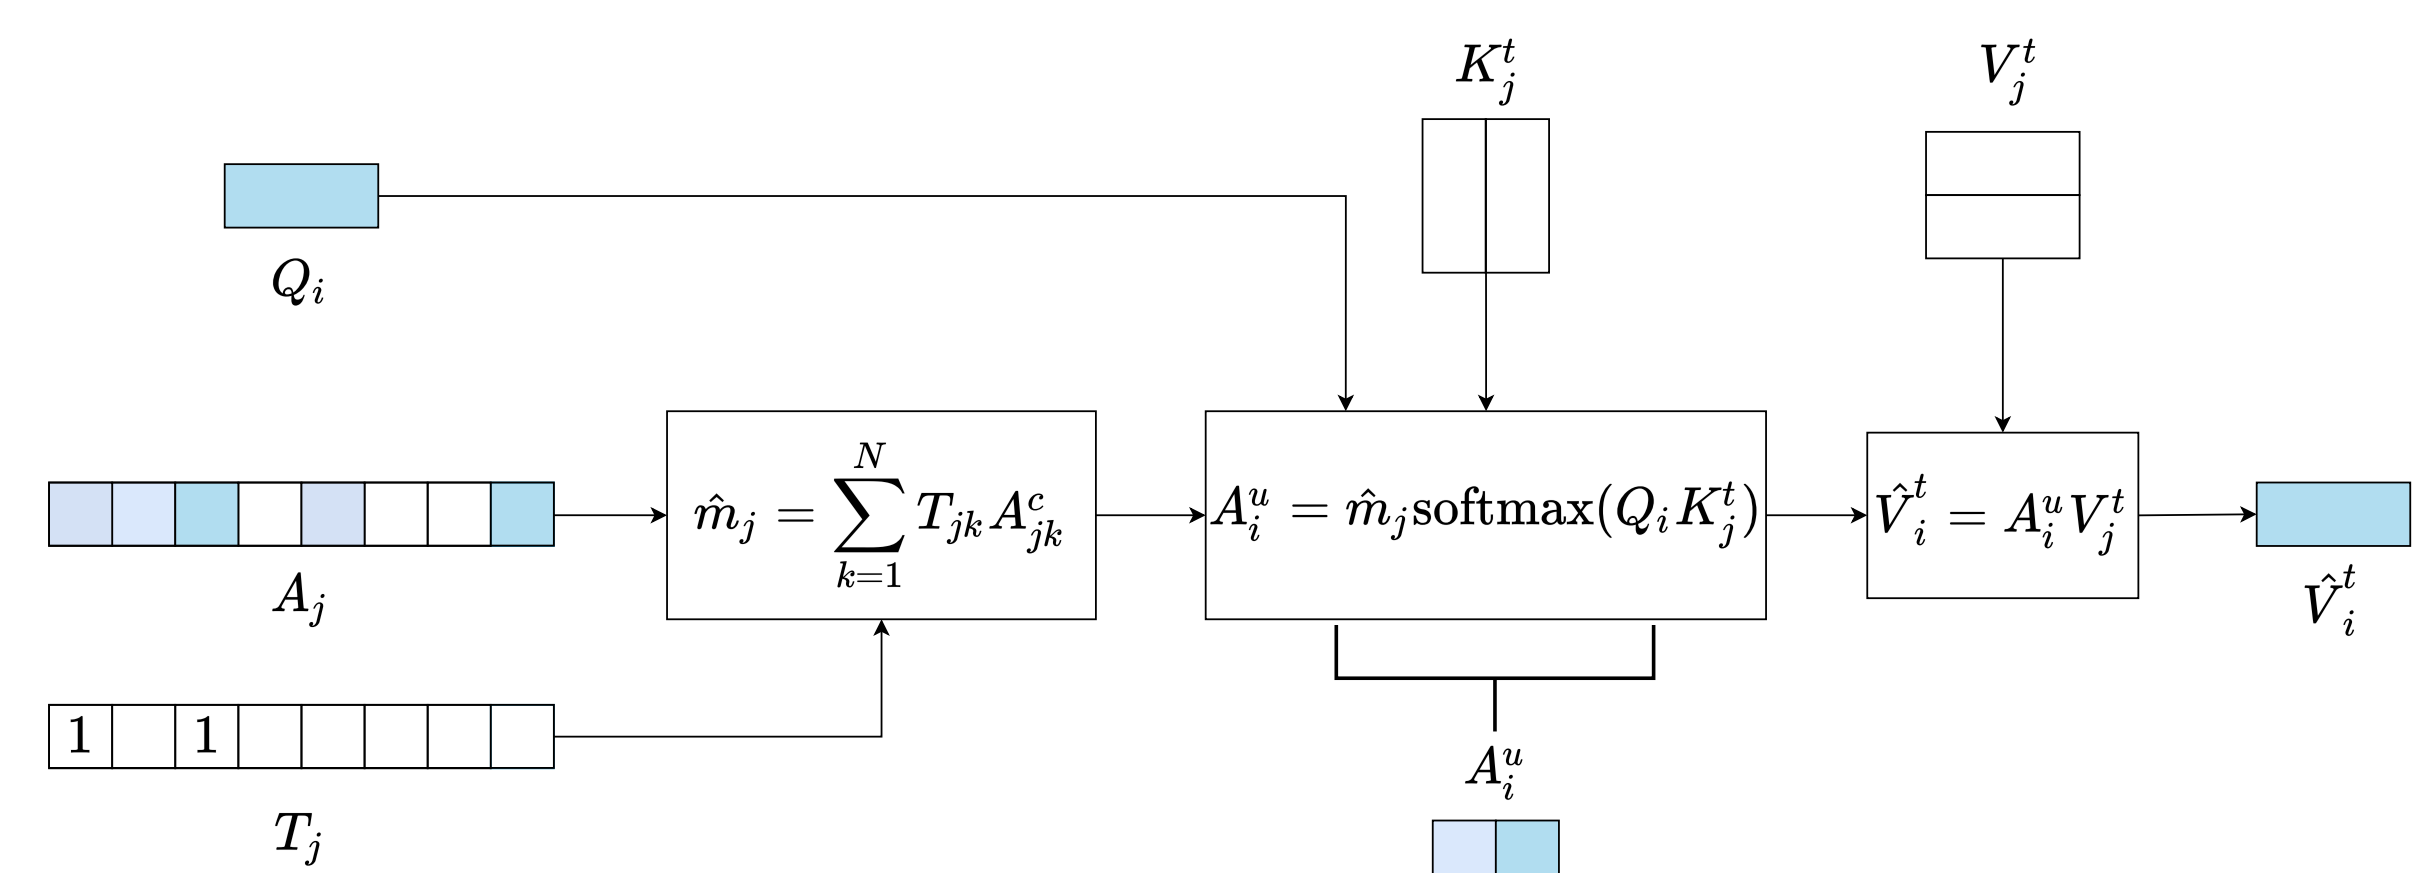 K_j^t
V_j^t
Q_i
m̂_j = ∑_{k=1}^{N} T_{jk} A_{jk}^c
A_i^u = m̂_j softmax(Q_i K_j^t)
V̂_i^t = A_i^u V_j^t
A_j
V̂_i^t
1 1
A_i^u
T_j